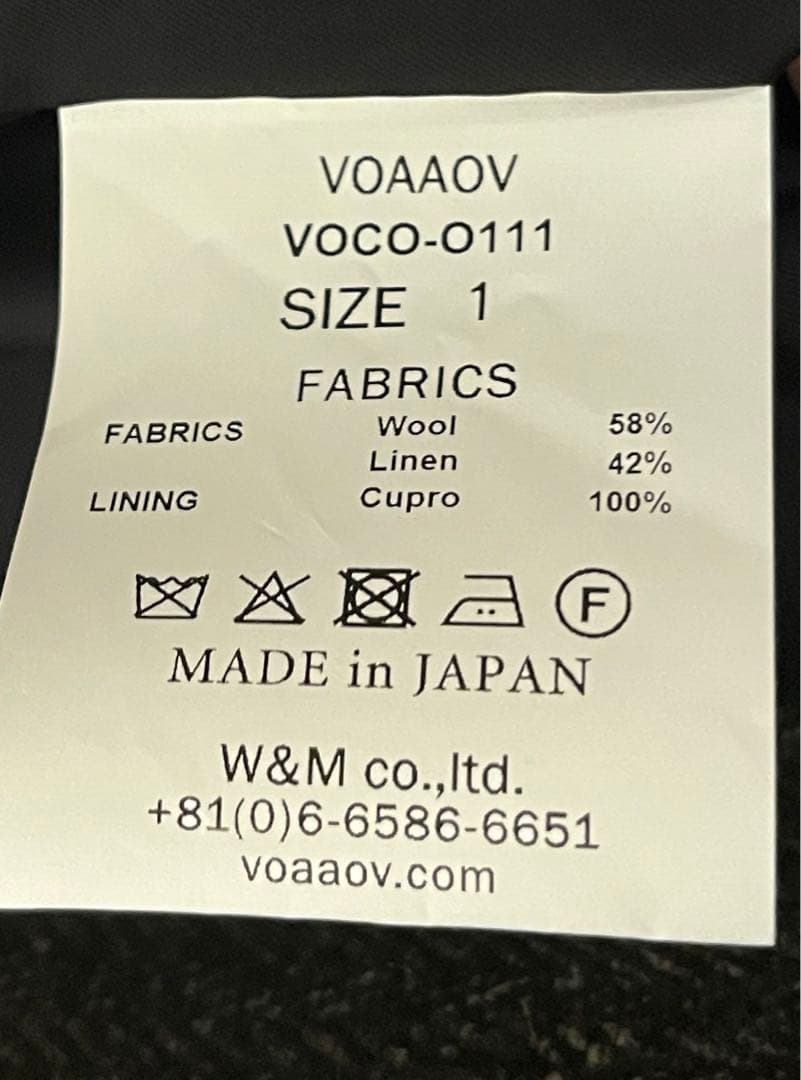 VOAAOV
VOCO-O111
SIZE 1
FABRICS
FABRICS Wool 58%
Linen 42%
LINING Cupro 100%
F
MADE in JAPAN
W&M co.,ltd.
+81(0)6-6586-6651
voaaov.com